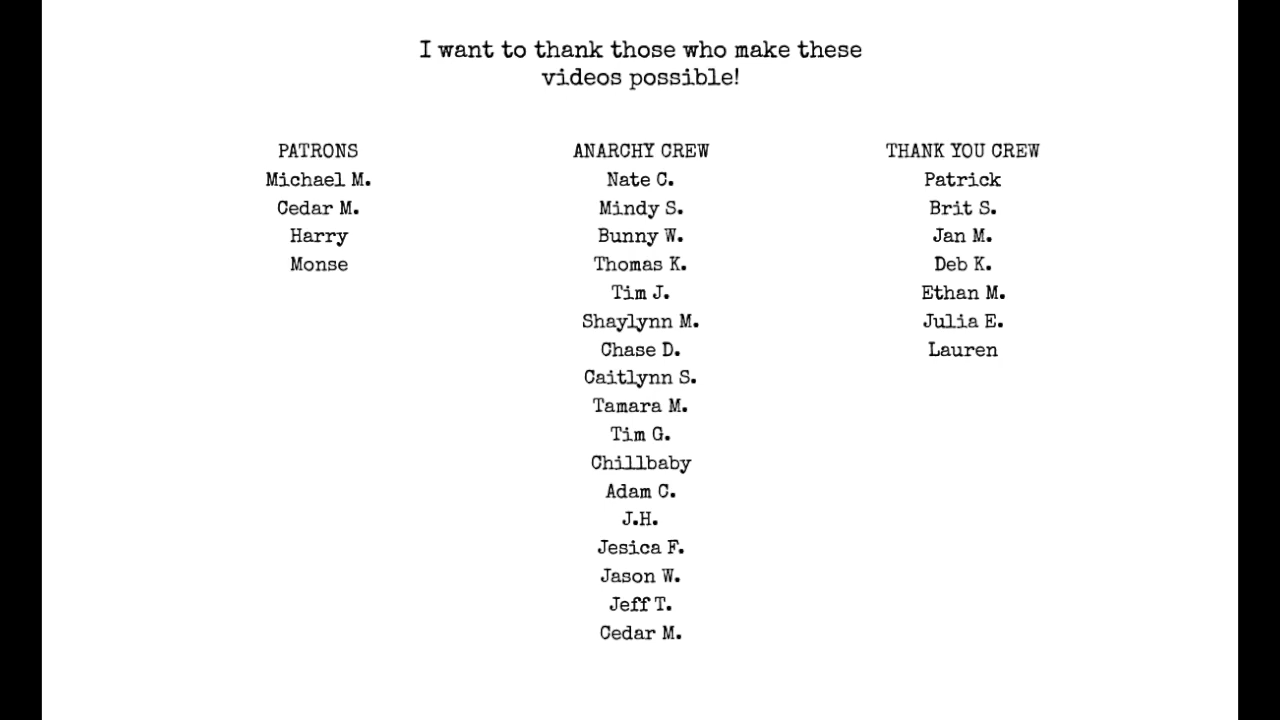 I want to thank those who make these
videos possible!
PATRONS
Michael M.
Cedar M.
Harry
Monse
ANARCHY CREW
Nate C.
Mindy S.
Bunny W.
Thomas K.
Tim J.
Shaylynn M.
Chase D.
Caitlynn S.
Tamara M.
Tim G.
Chillbaby
Adam C.
J.H.
Jesica F.
Jason W.
Jeff T.
Cedar M.
THANK YOU CREW
Patrick
Brit S.
Jan M.
Deb K.
Ethan M.
Julia E.
Lauren